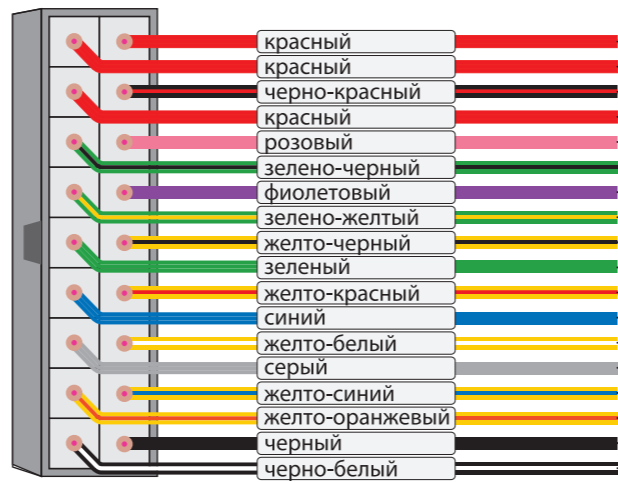 красный
красный
черно-красный
красный
розовый
зелено-черный
фиолетовый
зелено-желтый
желто-черный
зеленый
желто-красный
синий
желто-белый
серый
желто-синий
желто-оранжевый
черный
черно-белый